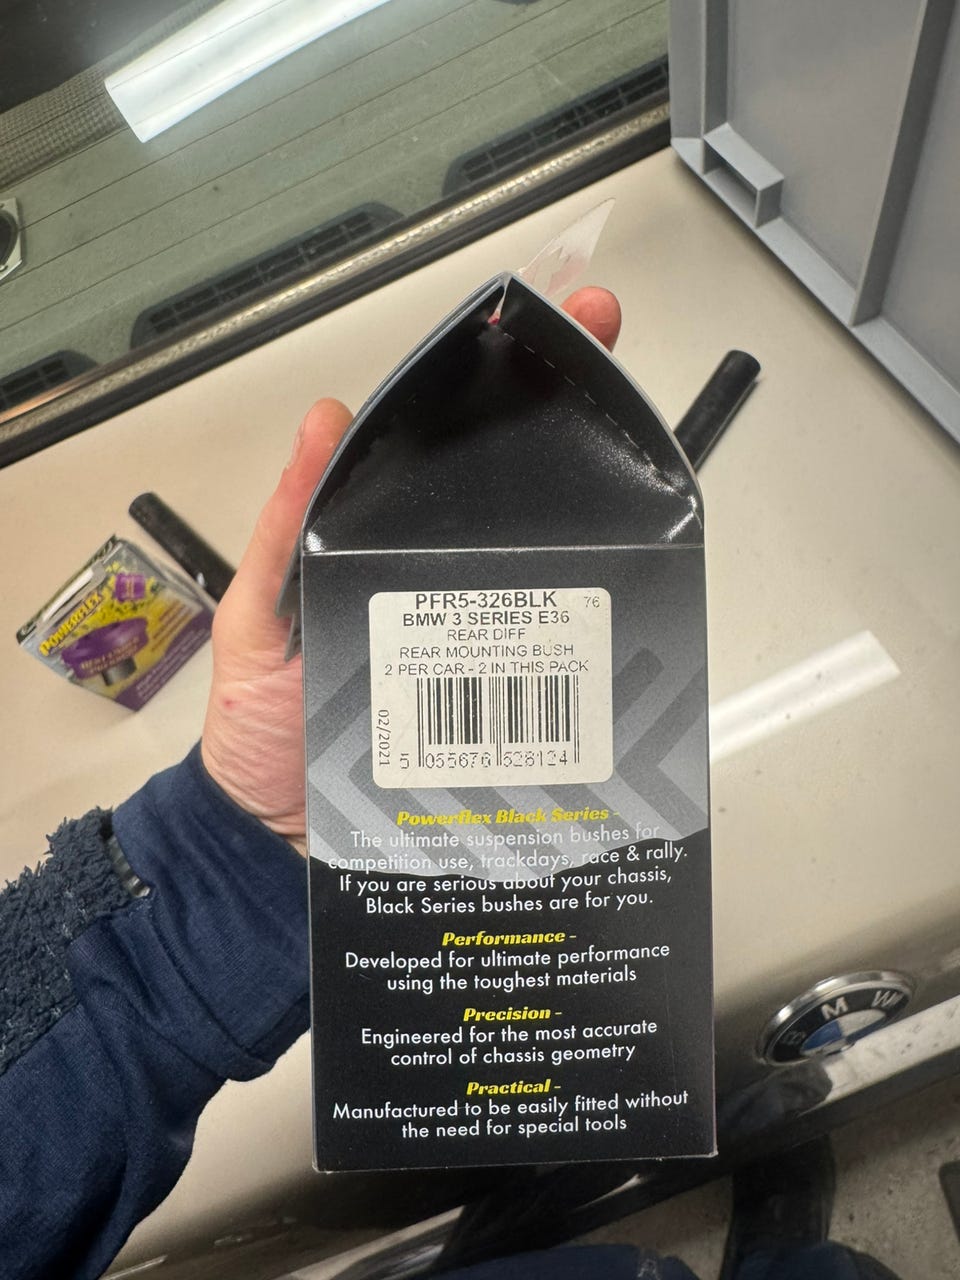 PFR5-326BLK 76
BMW 3 SERIES E36
REAR DIFF
REAR MOUNTING BUSH
2 PER CAR - 2 IN THIS PACK
02/2021
5 055676 528124
Powerflex Black Series -
The ultimate suspension bushes for
competition use, trackdays, race & rally.
If you are serious about your chassis,
Black Series bushes are for you.
Performance -
Developed for ultimate performance
using the toughest materials
Precision -
Engineered for the most accurate
control of chassis geometry
Practical -
Manufactured to be easily fitted without
the need for special tools
POWERFLEX
BMW